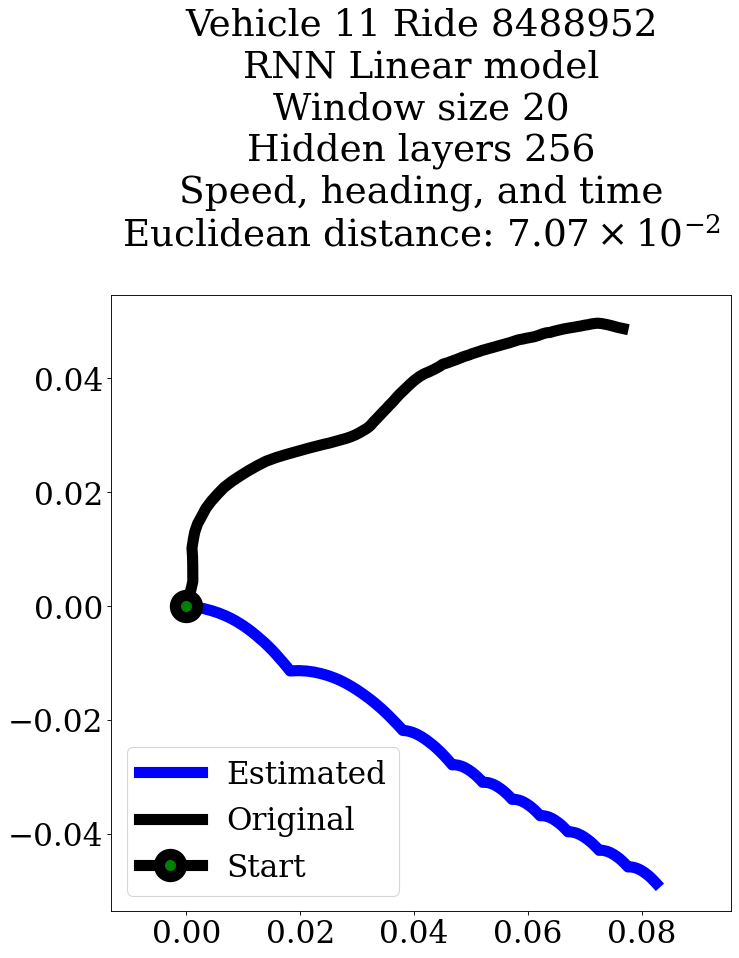 Vehicle 11 Ride 8488952
RNN Linear model
Window size 20
Hidden layers 256
Speed, heading, and time
Euclidean distance: 7.07 × 10⁻²
0.04
0.02
0.00
−0.02
−0.04
Estimated
Original
Start
0.00 0.02 0.04 0.06 0.08